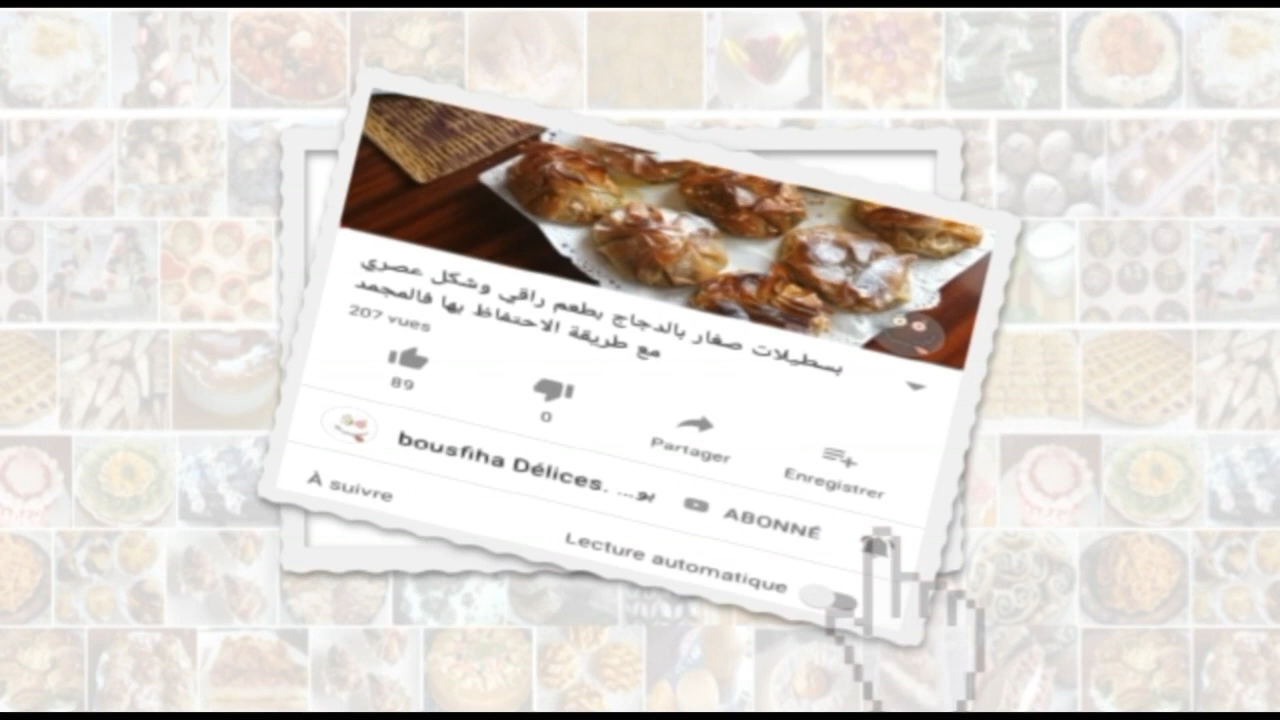 بسطيلات صغار بالدجاج بطعم راقي وشكل عصري
مع طريقة الاحتفاظ بها فالمجمد
207 vues
89
0
Partager
Enregistrer
bousfiha Délices. ...بو
ABONNÉ
À suivre
Lecture automatique